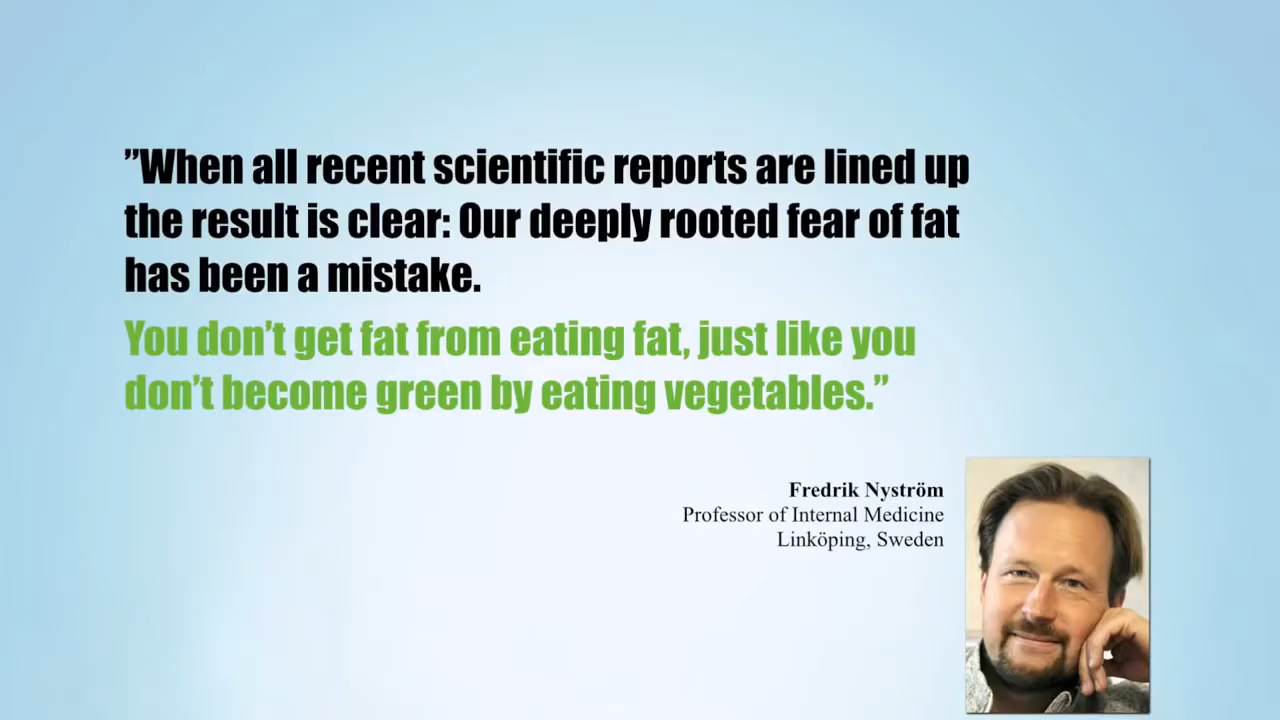 ”When all recent scientific reports are lined up
the result is clear: Our deeply rooted fear of fat
has been a mistake.
You don’t get fat from eating fat, just like you
don’t become green by eating vegetables.”
Fredrik Nyström
Professor of Internal Medicine
Linköping, Sweden